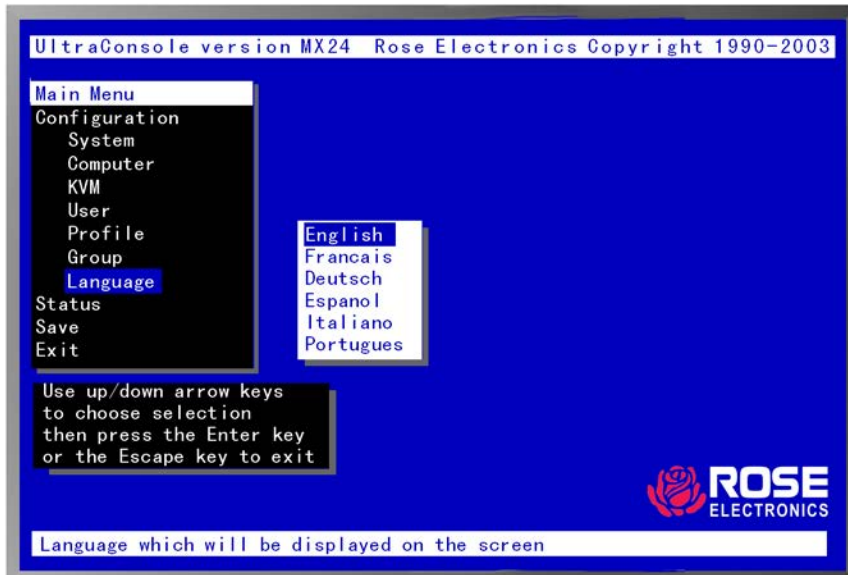 UltraConsole version MX24 Rose Electronics Copyright 1990-2003
Main Menu
Configuration
System
Computer
KVM
User
Profile
Group
Language
Status
Save
Exit
English
Francais
Deutsch
Espanol
Italiano
Portugues
Use up/down arrow keys
to choose selection
then press the Enter key
or the Escape key to exit
ROSE
ELECTRONICS
Language which will be displayed on the screen